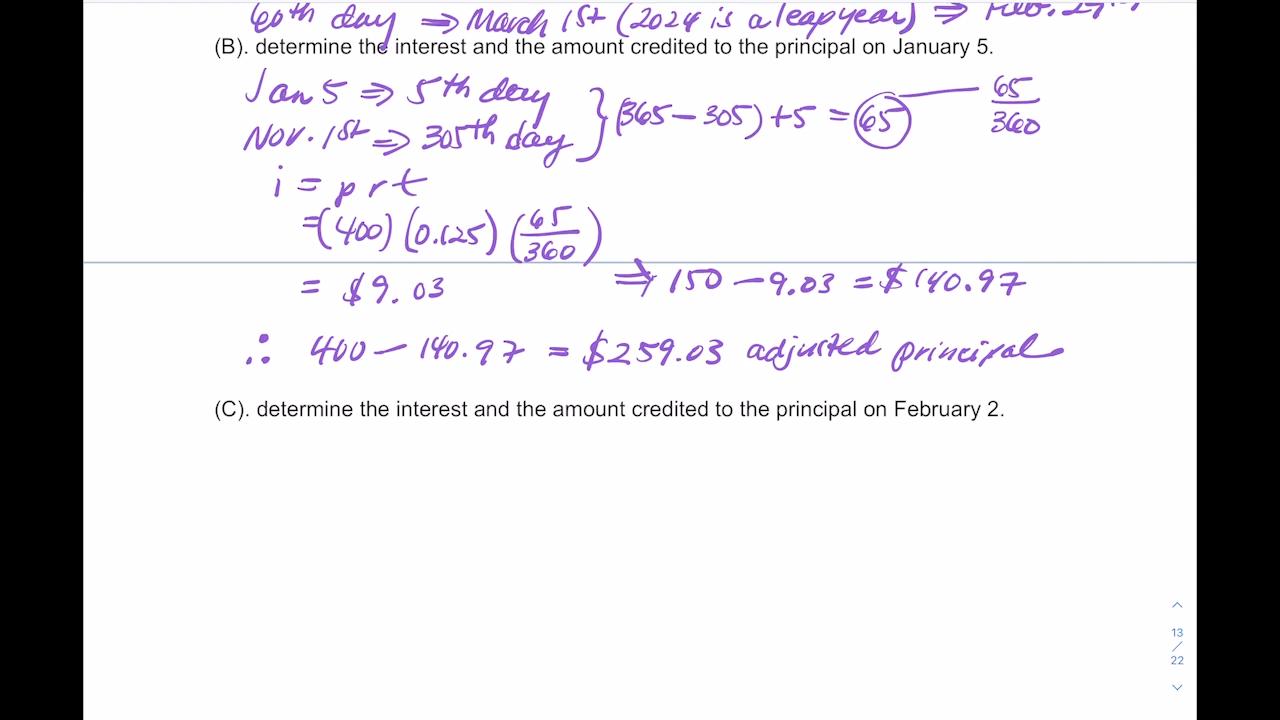 60th day ⇒ March 1st (2024 is a leap year) ⇒ Feb. 29th
(B). determine the interest and the amount credited to the principal on January 5.
Jan 5 ⇒ 5th day
Nov. 1st ⇒ 305th day } (365 − 305) + 5 = 65 — 65/360
i = p r t
= (400) (0.125) (65/360)
= $9.03 ⇒ 150 − 9.03 = $140.97
∴ 400 − 140.97 = $259.03 adjusted principal
(C). determine the interest and the amount credited to the principal on February 2.
13
/
22